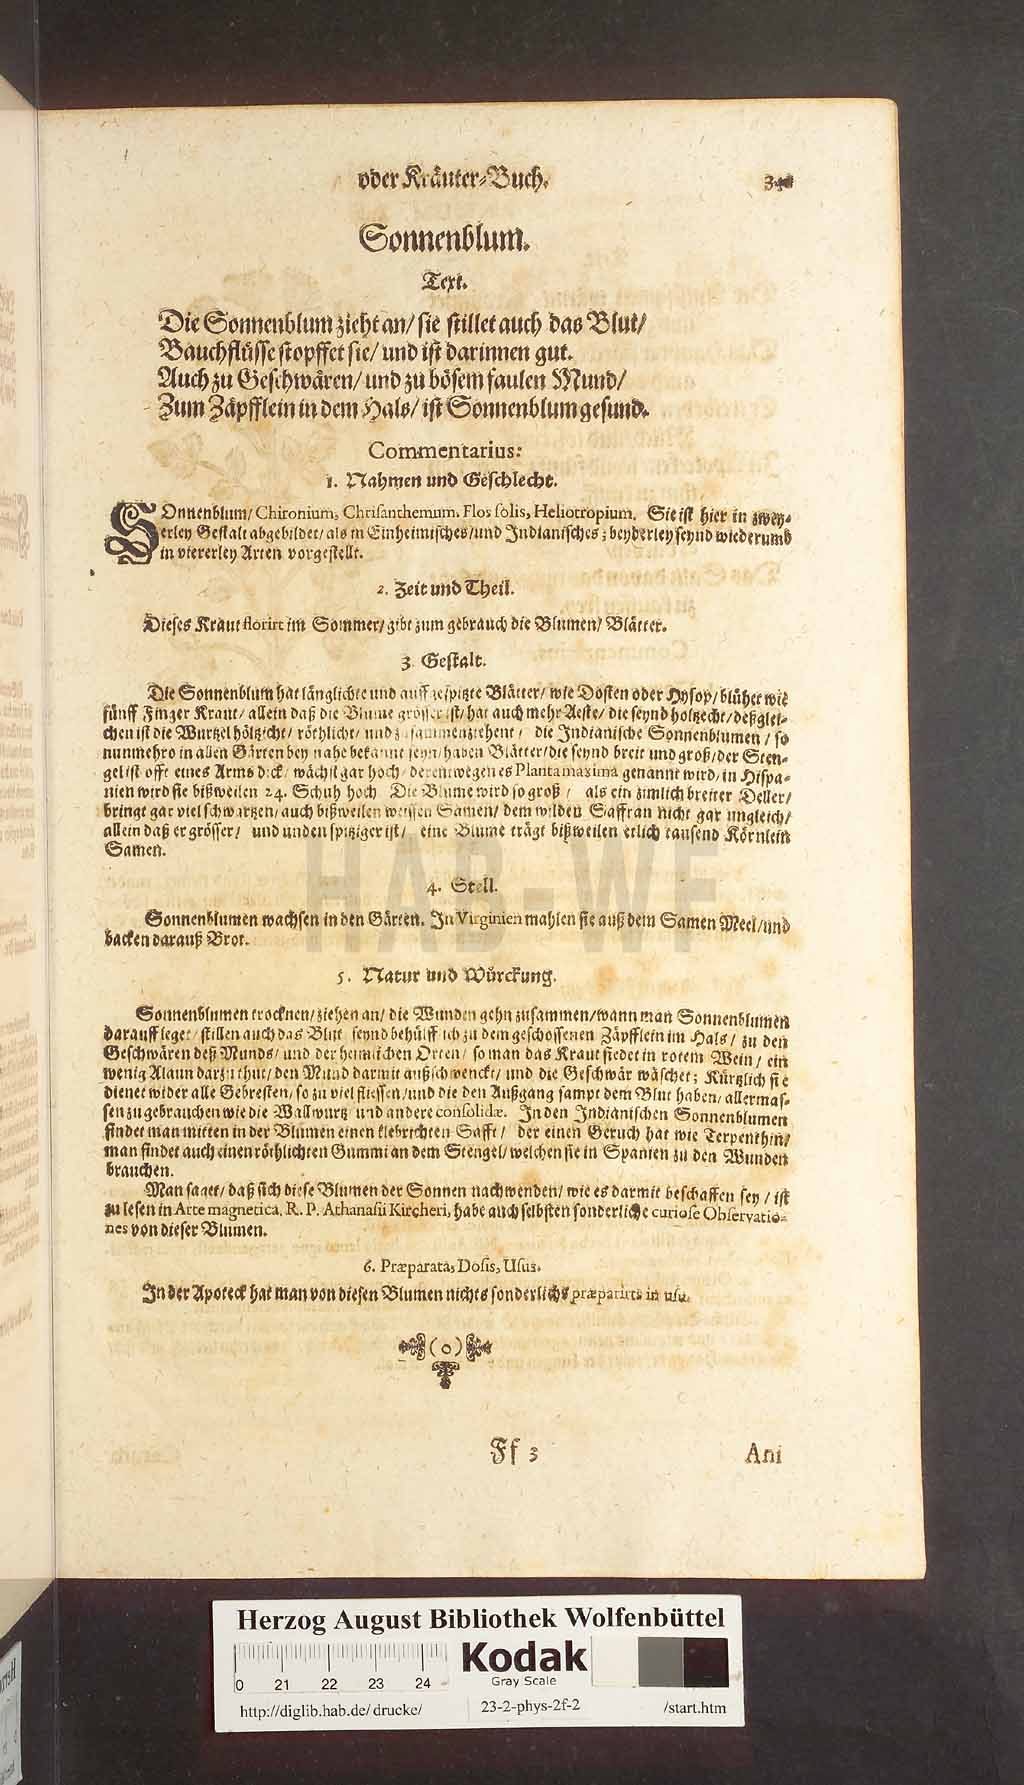 oder Kräuter-Buch.
Sonnenblum.
Text.
Die Sonnenblum zieht an/ sie stillet auch das Blut/
Bauchflüsse stopffet sie/ und ist darinnen gut.
Auch zu Geschwären/ und zu bösem faulen Mund/
Zum Zäpfflein in dem Hals/ ist Sonnenblum gesund.
Commentarius:
1. Nahmen und Geschlecht.
SOnnenblum/ Chironium, Chrisanthemum. Flos solis, Heliotropium. Sie ist hier in zwey-
erley Gestalt abgebildet/ als in Einheimisches/ und Indianisches; beyderley seynd wiederumb
in viererley Arten vorgestellt.
2. Zeit und Theil.
Dieses Kraut florirt im Sommer/ gibt zum gebrauch die Blumen/ Blätter.
3. Gestalt.
Die Sonnenblum hat länglichte und auffgespitzte Blätter/ wie Dosten oder Hysop/ blühet wie
fünff Finger Kraut/ allein daß die Blume grösser ist/ hat auch mehr Aeste/ die seynd holtzecht/ deßglei-
chen ist die Wurtzel höltzicht/ röthlicht/ und zusammenziehent/ die Indianische Sonnenblumen / so
nunmehro in allen Gärten bey nahe bekannt seyn/ haben Blätter/ die seynd breit und groß/ der Sten-
gel ist offt eines Arms dick/ wächst gar hoch/ derentwegen es Planta maxima genannt wird/ in Hispa-
nien wird sie bißweilen 24. Schuh hoch. Die Blume wird so groß / als ein zimlich breiter Deller/
bringt gar viel schwartzen/ auch bißweilen weissen Samen/ dem wilden Saffran nicht gar ungleich/
allein daß er grösser/ und unden spitziger ist/ eine Blume trägt bißweilen etlich tausend Körnlein
Samen.
4. Stell.
Sonnenblumen wachsen in den Gärten. In Virginien mahlen sie auß dem Samen Meel/ und
backen darauß Brot.
5. Natur und Würckung.
Sonnenblumen trocknen/ ziehen an/ die Wunden gehn zusammen/ wann man Sonnenblumen
darauff leget/ stillen auch das Blut/ seynd behülfflich zu dem geschossenen Zäpfflein im Hals/ zu den
Geschwären deß Munds/ und der heimlichen Orten/ so man das Kraut siedet in rotem Wein/ ein
wenig Alaun darzu thut/ den Mund darmit außschwenckt/ und die Geschwär wäschet; Kürtzlich sie
dienet wider alle Gebresten/ so zu viel fliessen/ und die den Außgang sampt dem Blut haben/ allermas-
sen zu gebrauchen wie die Wallwurtz und andere consolidæ. In den Indianischen Sonnenblumen
findet man mitten in der Blumen einen klebrichten Safft/ der einen Geruch hat wie Terpenthin/
man findet auch einen röthlichten Gummi an dem Stengel/ welchen sie in Spanien zu den Wunden
brauchen.
Man saget/ daß sich diese Blumen der Sonnen nachwenden/ wie es darmit beschaffen sey / ist
zu lesen in Arte magnetica, R. P. Athanasii Kircheri, habe auch selbsten sonderliche curiose Observatio-
nes von dieser Blumen.
6. Præparata, Dosis, Usus.
In der Apoteck hat man von diesen Blumen nichts sonderlichs præparirts in usu.
(o)
Ff 3
Ani
HAB-WF
Herzog August Bibliothek Wolfenbüttel
Kodak
Gray Scale
0 21 22 23 24
http://diglib.hab.de/drucke/ 23-2-phys-2f-2 /start.htm